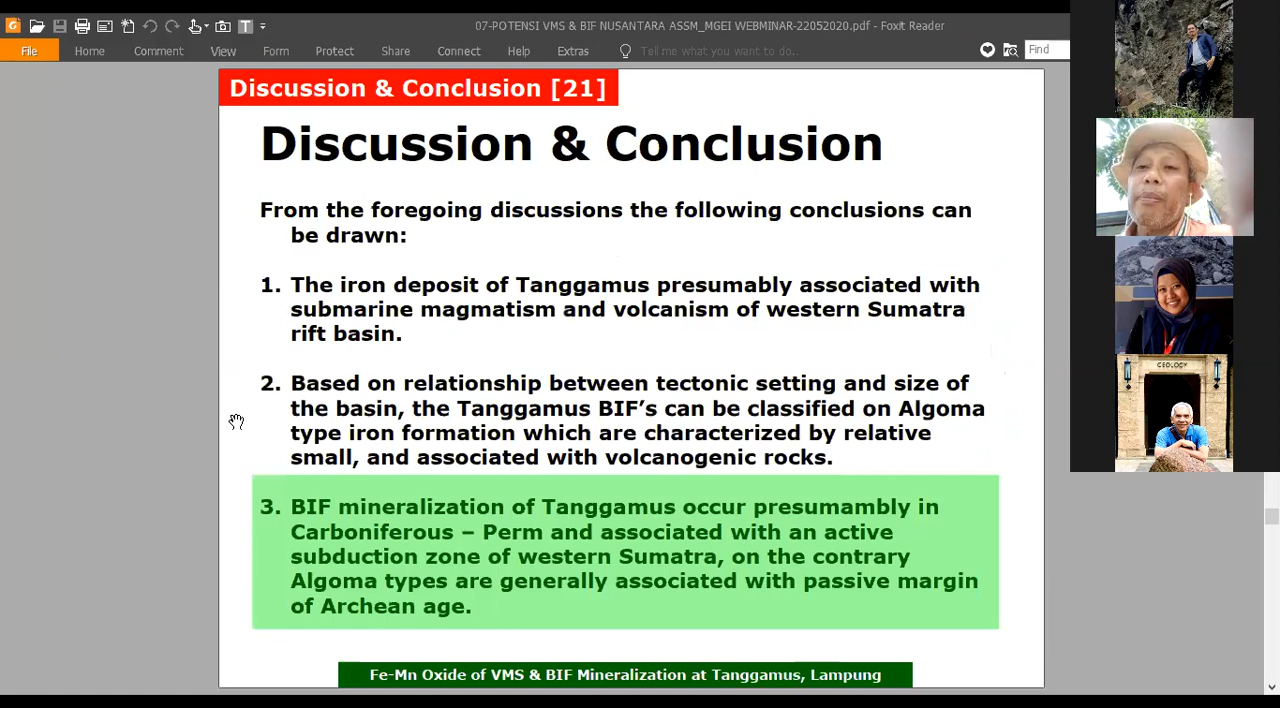 07-POTENSI VMS & BIF NUSANTARA ASSM_MGEI WEBMINAR-22052020.pdf - Foxit Reader
File Home Comment View Form Protect Share Connect Help Extras Tell me what you want to do.. Find
Discussion & Conclusion [21]
Discussion & Conclusion
From the foregoing discussions the following conclusions can
be drawn:
1. The iron deposit of Tanggamus presumably associated with
submarine magmatism and volcanism of western Sumatra
rift basin.
2. Based on relationship between tectonic setting and size of
the basin, the Tanggamus BIF's can be classified on Algoma
type iron formation which are characterized by relative
small, and associated with volcanogenic rocks.
3. BIF mineralization of Tanggamus occur presumambly in
Carboniferous – Perm and associated with an active
subduction zone of western Sumatra, on the contrary
Algoma types are generally associated with passive margin
of Archean age.
Fe-Mn Oxide of VMS & BIF Mineralization at Tanggamus, Lampung
GEOLOGY